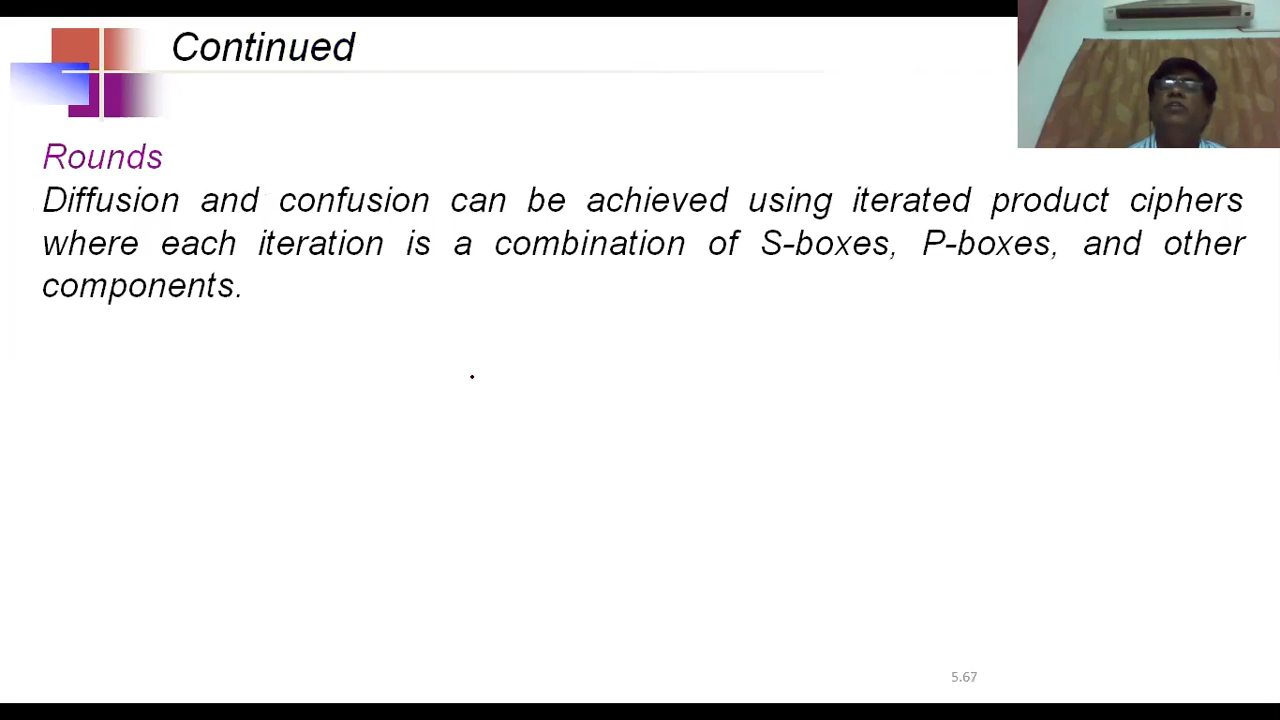 Continued
Rounds
Diffusion and confusion can be achieved using iterated product ciphers
where each iteration is a combination of S-boxes, P-boxes, and other
components.
5.67